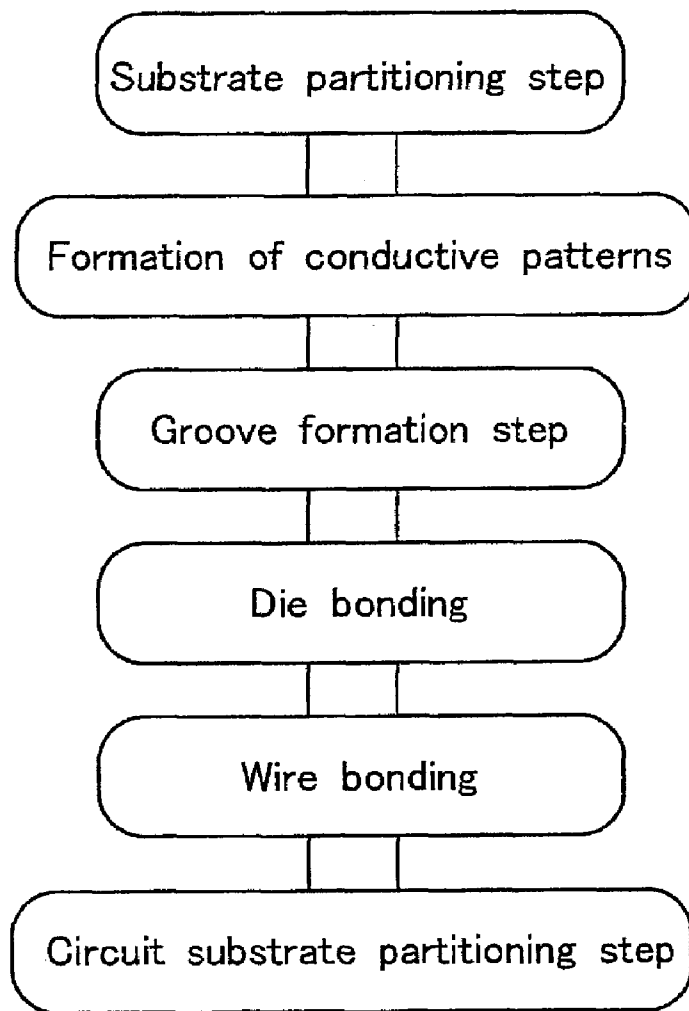 Substrate partitioning step
Formation of conductive patterns
Groove formation step
Die bonding
Wire bonding
Circuit substrate partitioning step